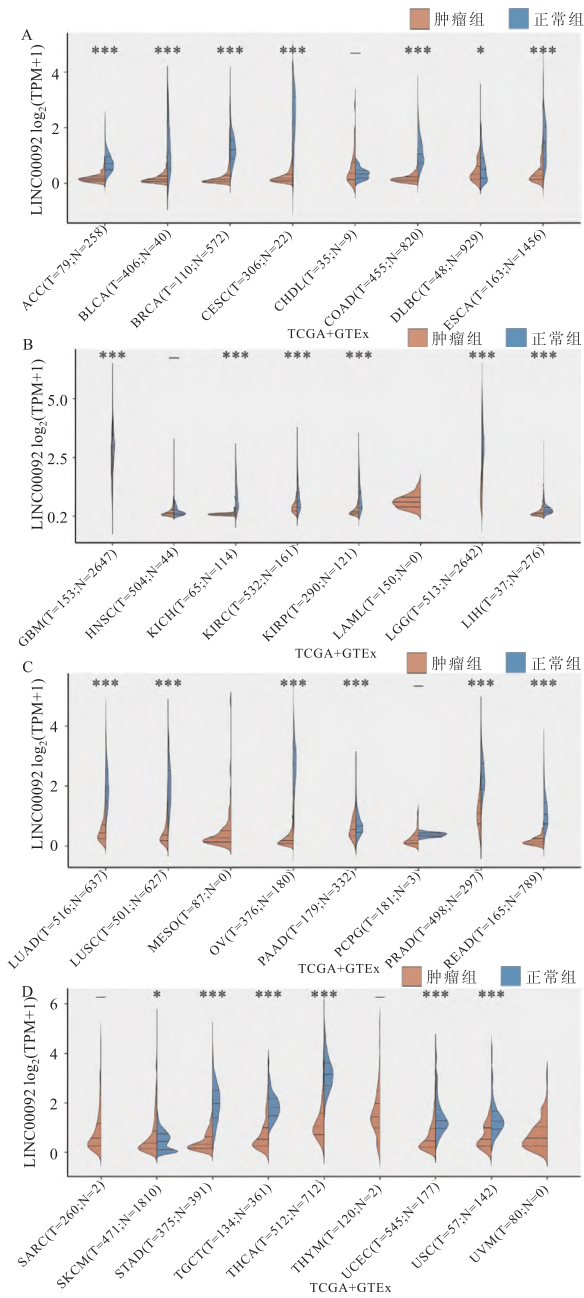 肿瘤组 正常组
A
*** *** *** *** — *** * ***
LINC00092 log₂(TPM+1)
4
2
0
ACC(T=79;N=258) BLCA(T=406;N=40) BRCA(T=110;N=572) CESC(T=306;N=22) CHDL(T=35;N=9) COAD(T=455;N=820) DLBC(T=48;N=929) ESCA(T=163;N=1456)
TCGA+GTEx
肿瘤组 正常组
B
*** — *** *** *** *** ***
LINC00092 log₂(TPM+1)
5.0
2.5
0.2
GBM(T=153;N=2647) HNSC(T=504;N=44) KICH(T=65;N=114) KIRC(T=532;N=161) KIRP(T=290;N=121) LAML(T=150;N=0) LGG(T=513;N=2642) LIH(T=37;N=276)
TCGA+GTEx
肿瘤组 正常组
C
*** *** *** *** — *** ***
LINC00092 log₂(TPM+1)
4
2
0
LUAD(T=516;N=637) LUSC(T=501;N=627) MESO(T=87;N=0) OV(T=376;N=180) PAAD(T=179;N=332) PCPG(T=181;N=3) PRAD(T=498;N=297) READ(T=165;N=789)
TCGA+GTEx
肿瘤组 正常组
D
— * *** *** *** — *** ***
LINC00092 log₂(TPM+1)
6
4
2
0
SARC(T=260;N=2) SKCM(T=471;N=1810) STAD(T=375;N=391) TGCT(T=134;N=361) THCA(T=512;N=712) THYM(T=120;N=2) UCEC(T=545;N=177) USC(T=57;N=142) UVM(T=80;N=0)
TCGA+GTEx